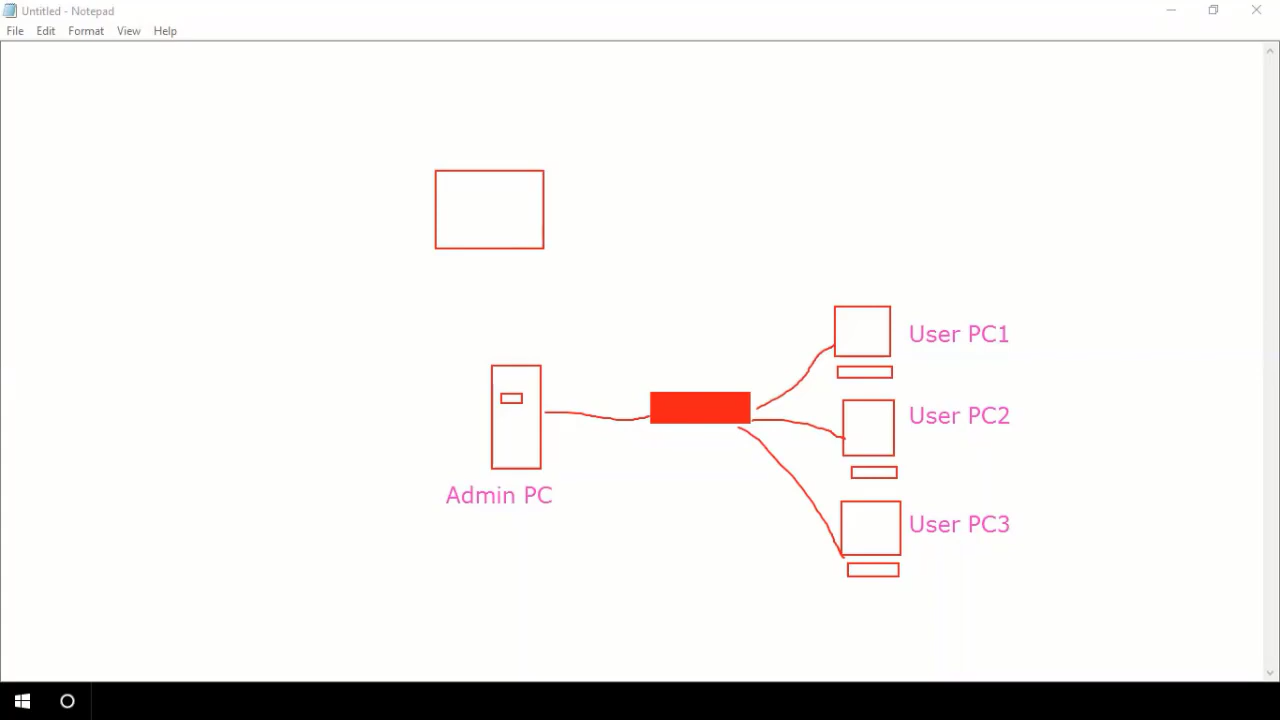 Untitled - Notepad
File Edit Format View Help
User PC1
User PC2
Admin PC
User PC3